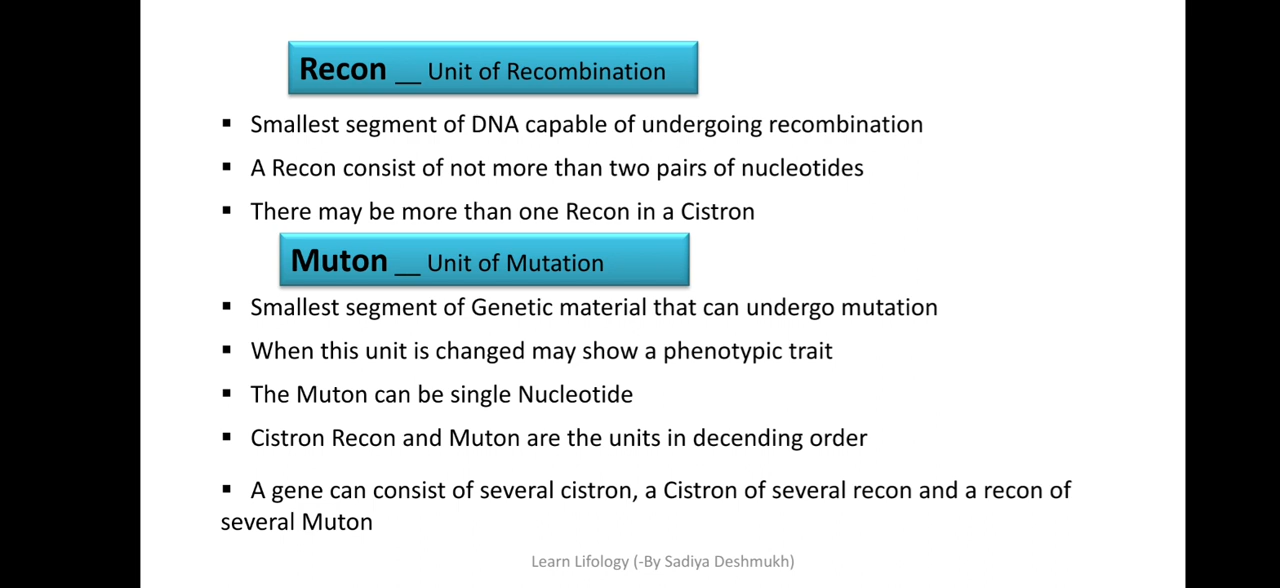 Recon __ Unit of Recombination
▪ Smallest segment of DNA capable of undergoing recombination
▪ A Recon consist of not more than two pairs of nucleotides
▪ There may be more than one Recon in a Cistron
Muton __ Unit of Mutation
▪ Smallest segment of Genetic material that can undergo mutation
▪ When this unit is changed may show a phenotypic trait
▪ The Muton can be single Nucleotide
▪ Cistron Recon and Muton are the units in decending order
▪ A gene can consist of several cistron, a Cistron of several recon and a recon of
several Muton
Learn Lifology (-By Sadiya Deshmukh)